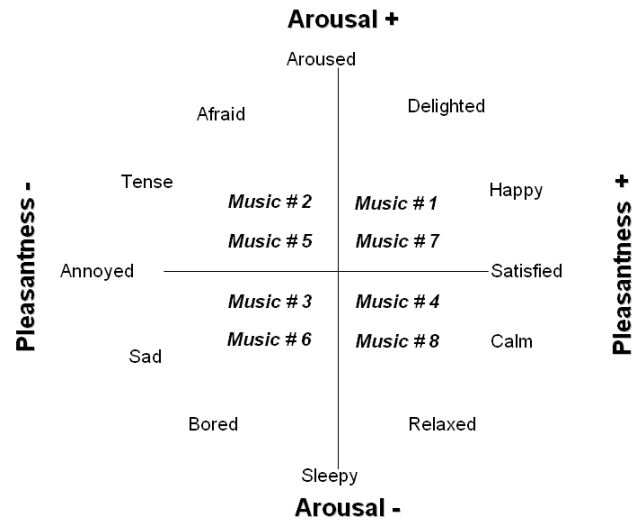 Arousal +
Aroused
Delighted
Afraid
Tense
Happy
Music # 2
Music # 1
Music # 5
Music # 7
Pleasantness -
Pleasantness +
Annoyed
Satisfied
Music # 3
Music # 4
Music # 6
Music # 8
Calm
Sad
Bored
Relaxed
Sleepy
Arousal -